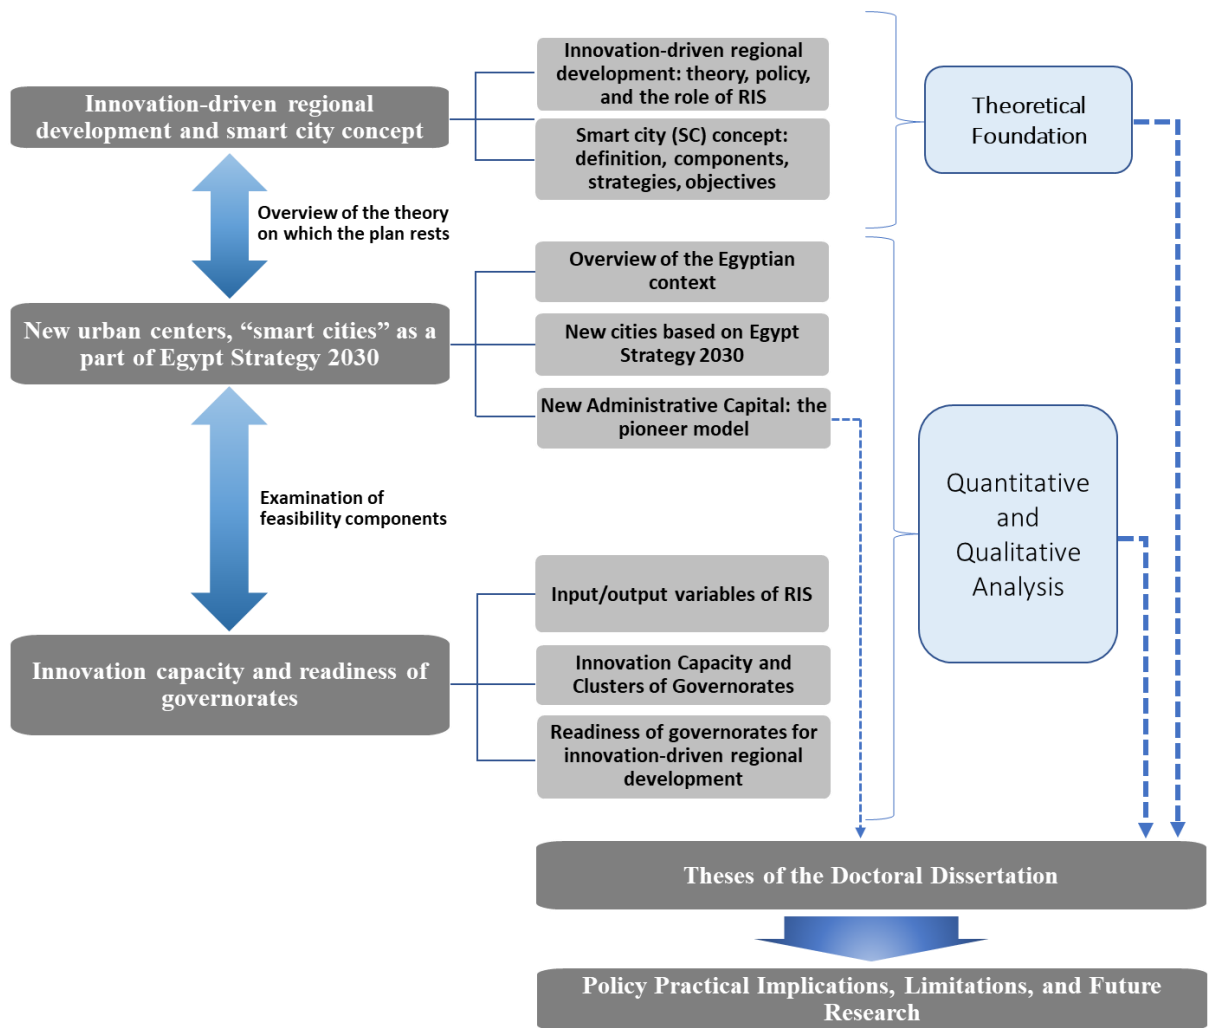 Innovation-driven regional
development and smart city concept
Innovation-driven regional
development: theory, policy,
and the role of RIS
Smart city (SC) concept:
definition, components,
strategies, objectives
Theoretical
Foundation
Overview of the theory
on which the plan rests
New urban centers, “smart cities” as a
part of Egypt Strategy 2030
Overview of the Egyptian
context
New cities based on Egypt
Strategy 2030
New Administrative Capital: the
pioneer model
Quantitative
and
Qualitative
Analysis
Examination of
feasibility components
Innovation capacity and readiness of
governorates
Input/output variables of RIS
Innovation Capacity and
Clusters of Governorates
Readiness of governorates for
innovation-driven regional
development
Theses of the Doctoral Dissertation
Policy Practical Implications, Limitations, and Future
Research